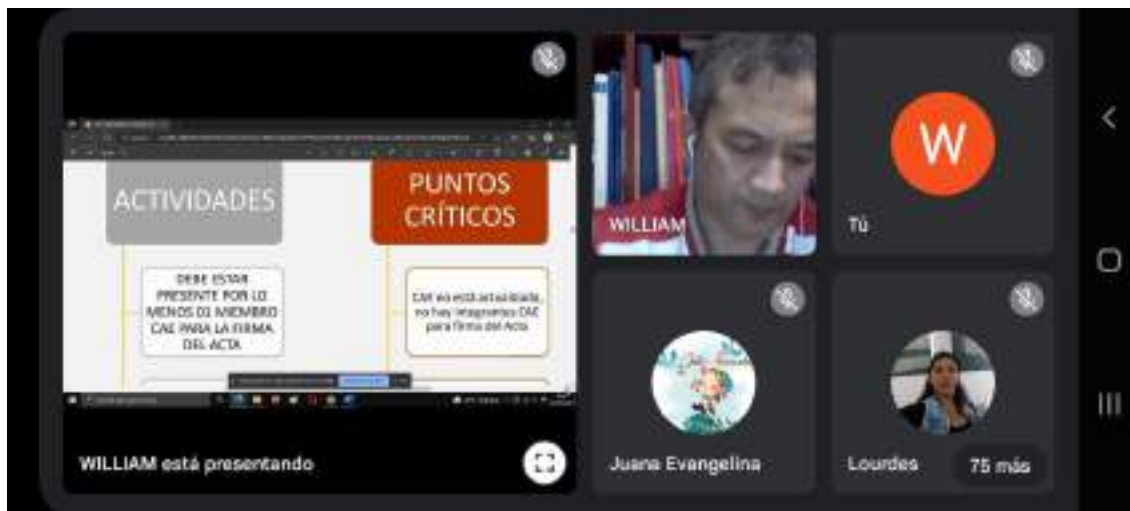 ACTIVIDADES
DEBE ESTAR
PRESENTE POR LO
MENOS 01 MIEMBRO
CAE PARA LA FIRMA
DEL ACTA
PUNTOS
CRÍTICOS
CAE no está actualizado,
no hay integrantes CAE
para firma del Acta
WILLIAM está presentando
WILLIAM
W
Tú
Juana Evangelina
Lourdes
75 más